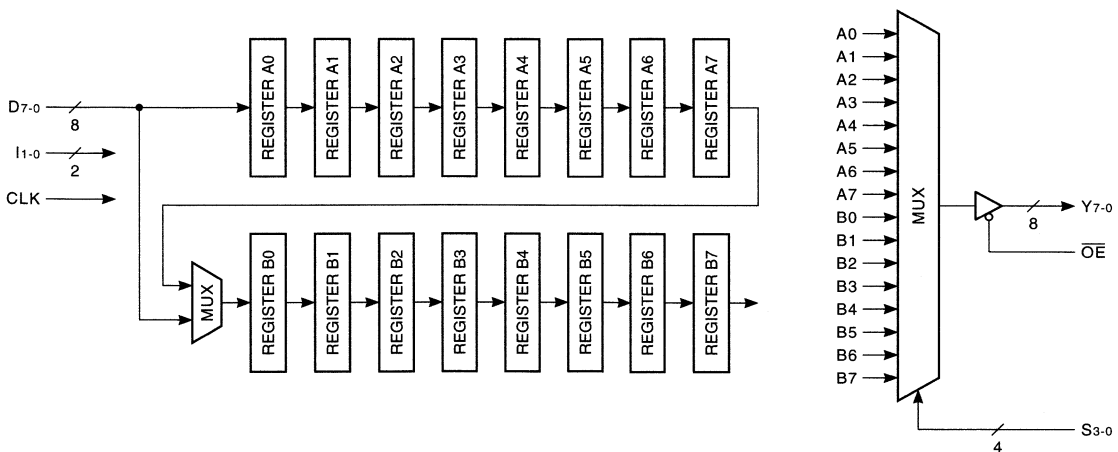 D7-0
8
I1-0
2
CLK
REGISTER A0
REGISTER A1
REGISTER A2
REGISTER A3
REGISTER A4
REGISTER A5
REGISTER A6
REGISTER A7
MUX
REGISTER B0
REGISTER B1
REGISTER B2
REGISTER B3
REGISTER B4
REGISTER B5
REGISTER B6
REGISTER B7
A0
A1
A2
A3
A4
A5
A6
A7
B0
B1
B2
B3
B4
B5
B6
B7
MUX
8
Y7-0
OE
4
S3-0